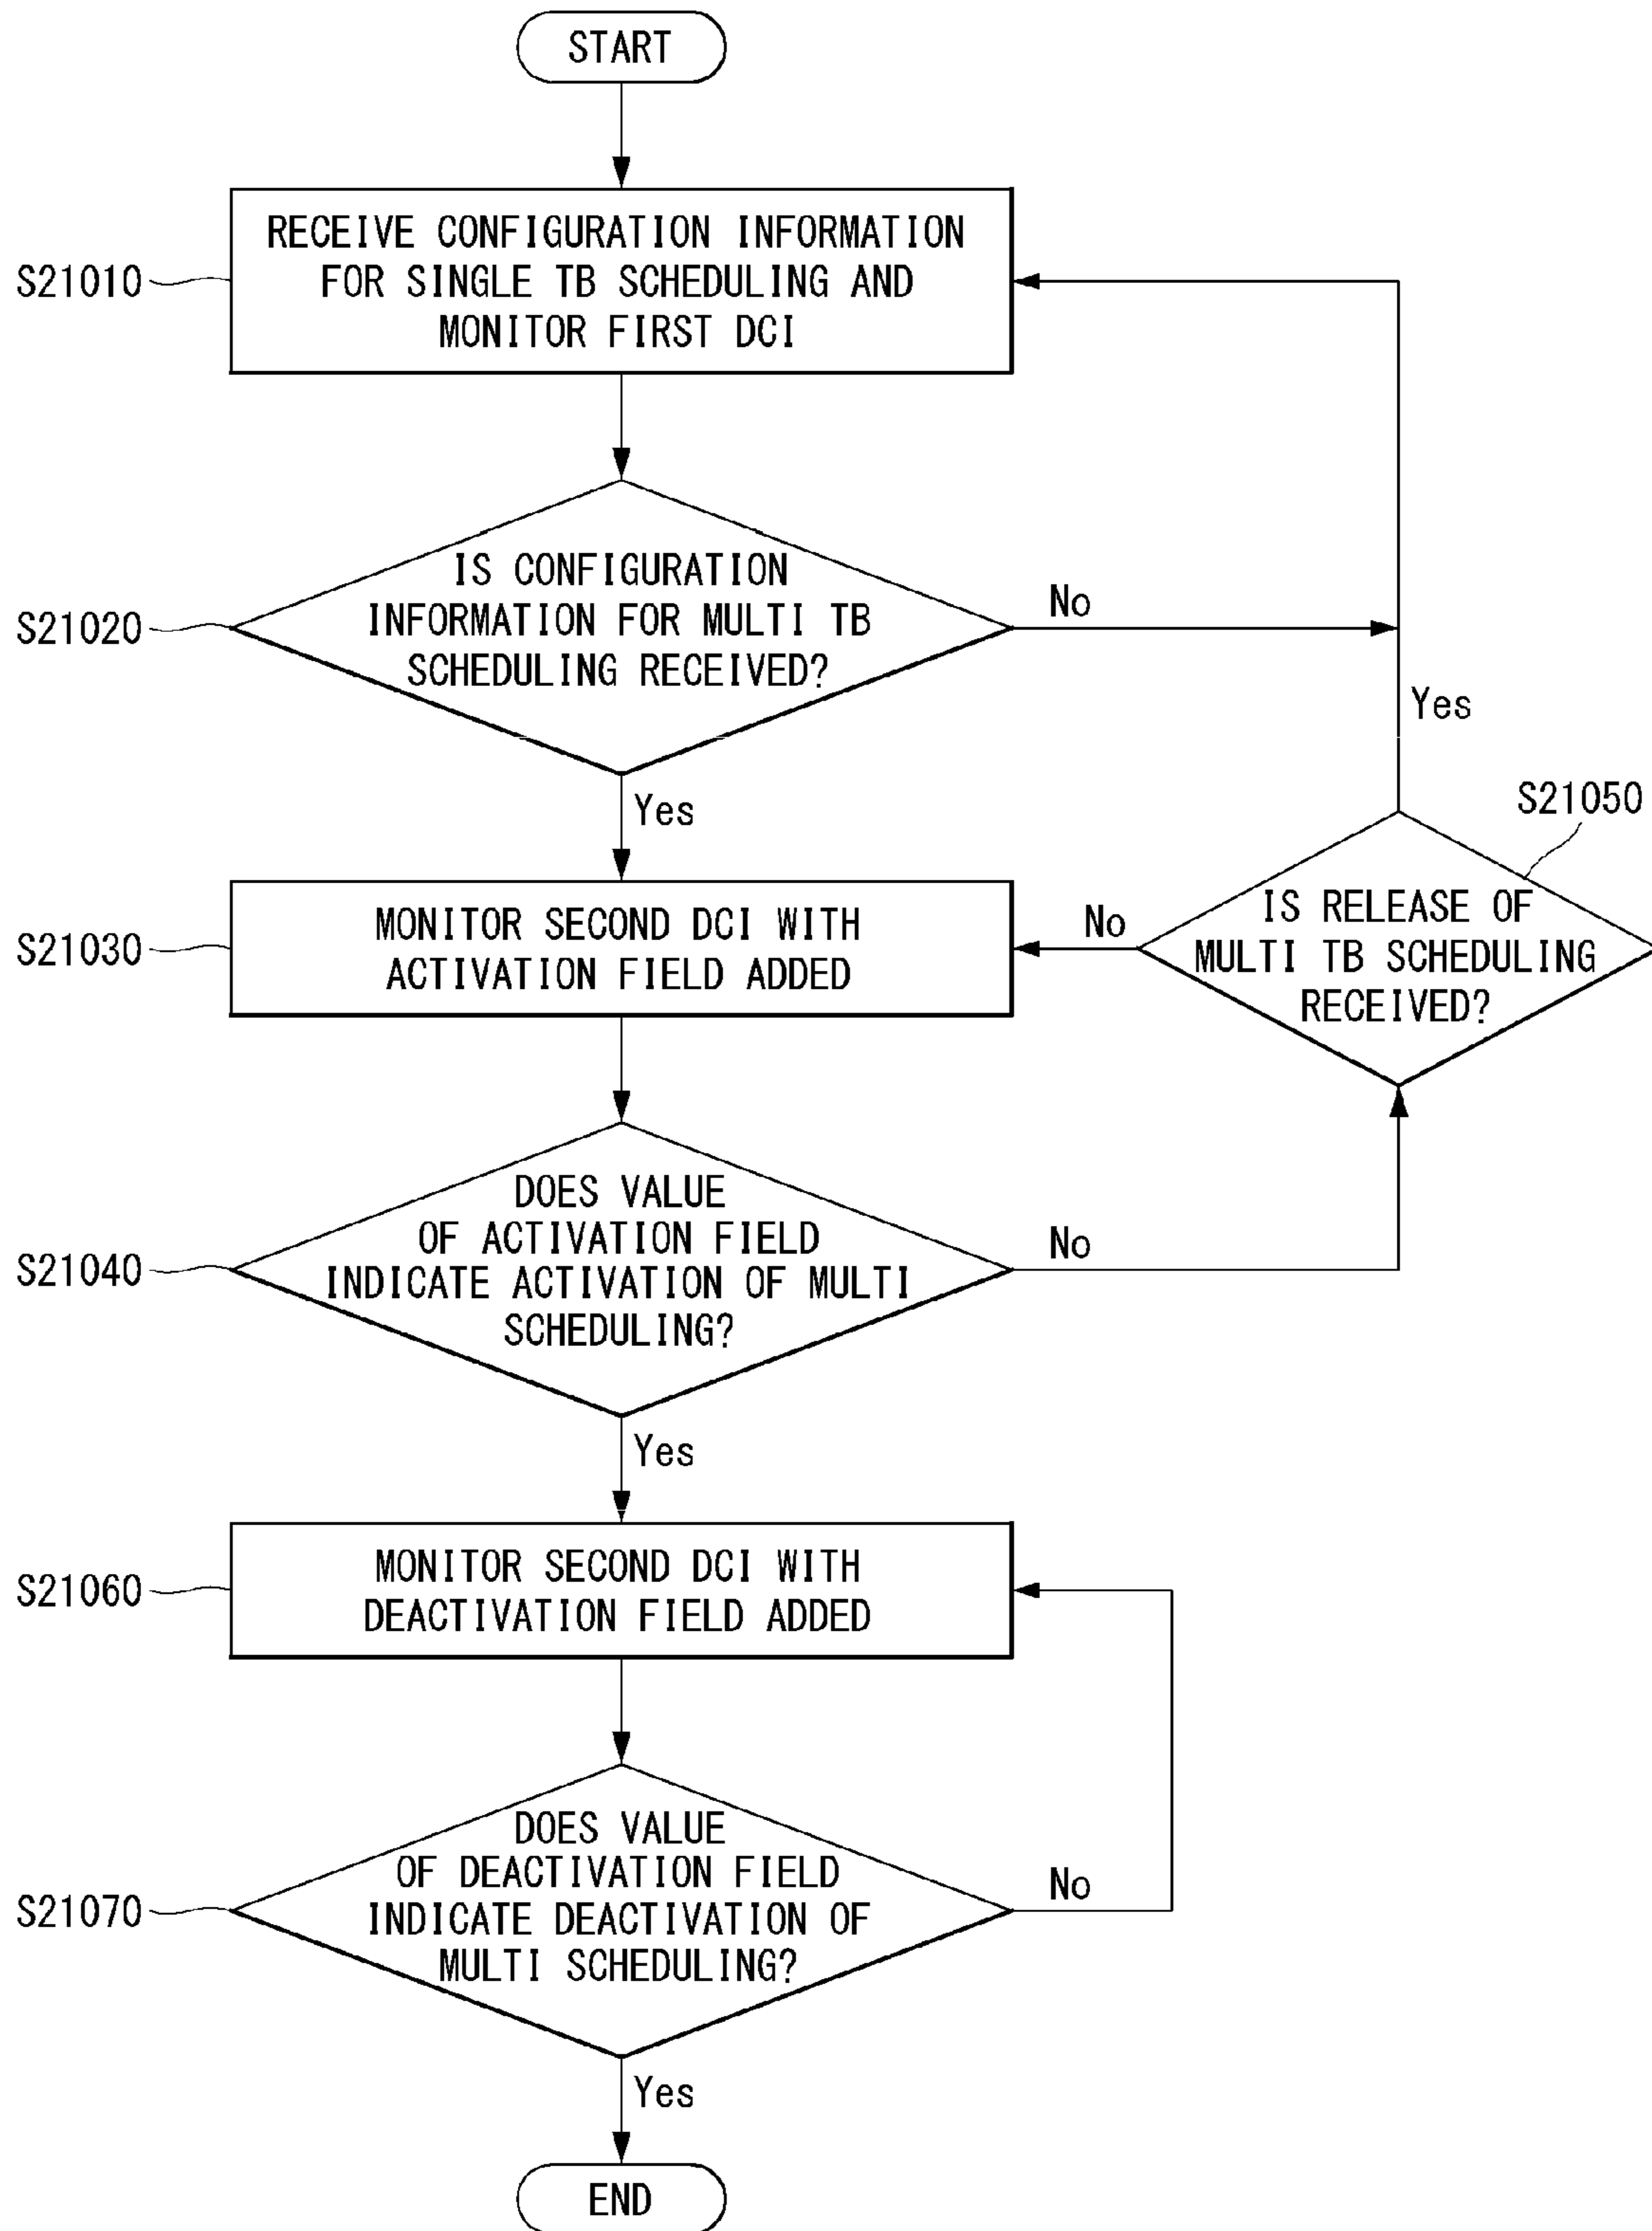 START
RECEIVE CONFIGURATION INFORMATION
FOR SINGLE TB SCHEDULING AND
MONITOR FIRST DCI
S21010
IS CONFIGURATION
INFORMATION FOR MULTI TB
SCHEDULING RECEIVED?
S21020
No
Yes
Yes
S21050
MONITOR SECOND DCI WITH
ACTIVATION FIELD ADDED
S21030
No
IS RELEASE OF
MULTI TB SCHEDULING
RECEIVED?
DOES VALUE
OF ACTIVATION FIELD
INDICATE ACTIVATION OF MULTI
SCHEDULING?
S21040
No
Yes
MONITOR SECOND DCI WITH
DEACTIVATION FIELD ADDED
S21060
DOES VALUE
OF DEACTIVATION FIELD
INDICATE DEACTIVATION OF
MULTI SCHEDULING?
S21070
No
Yes
END